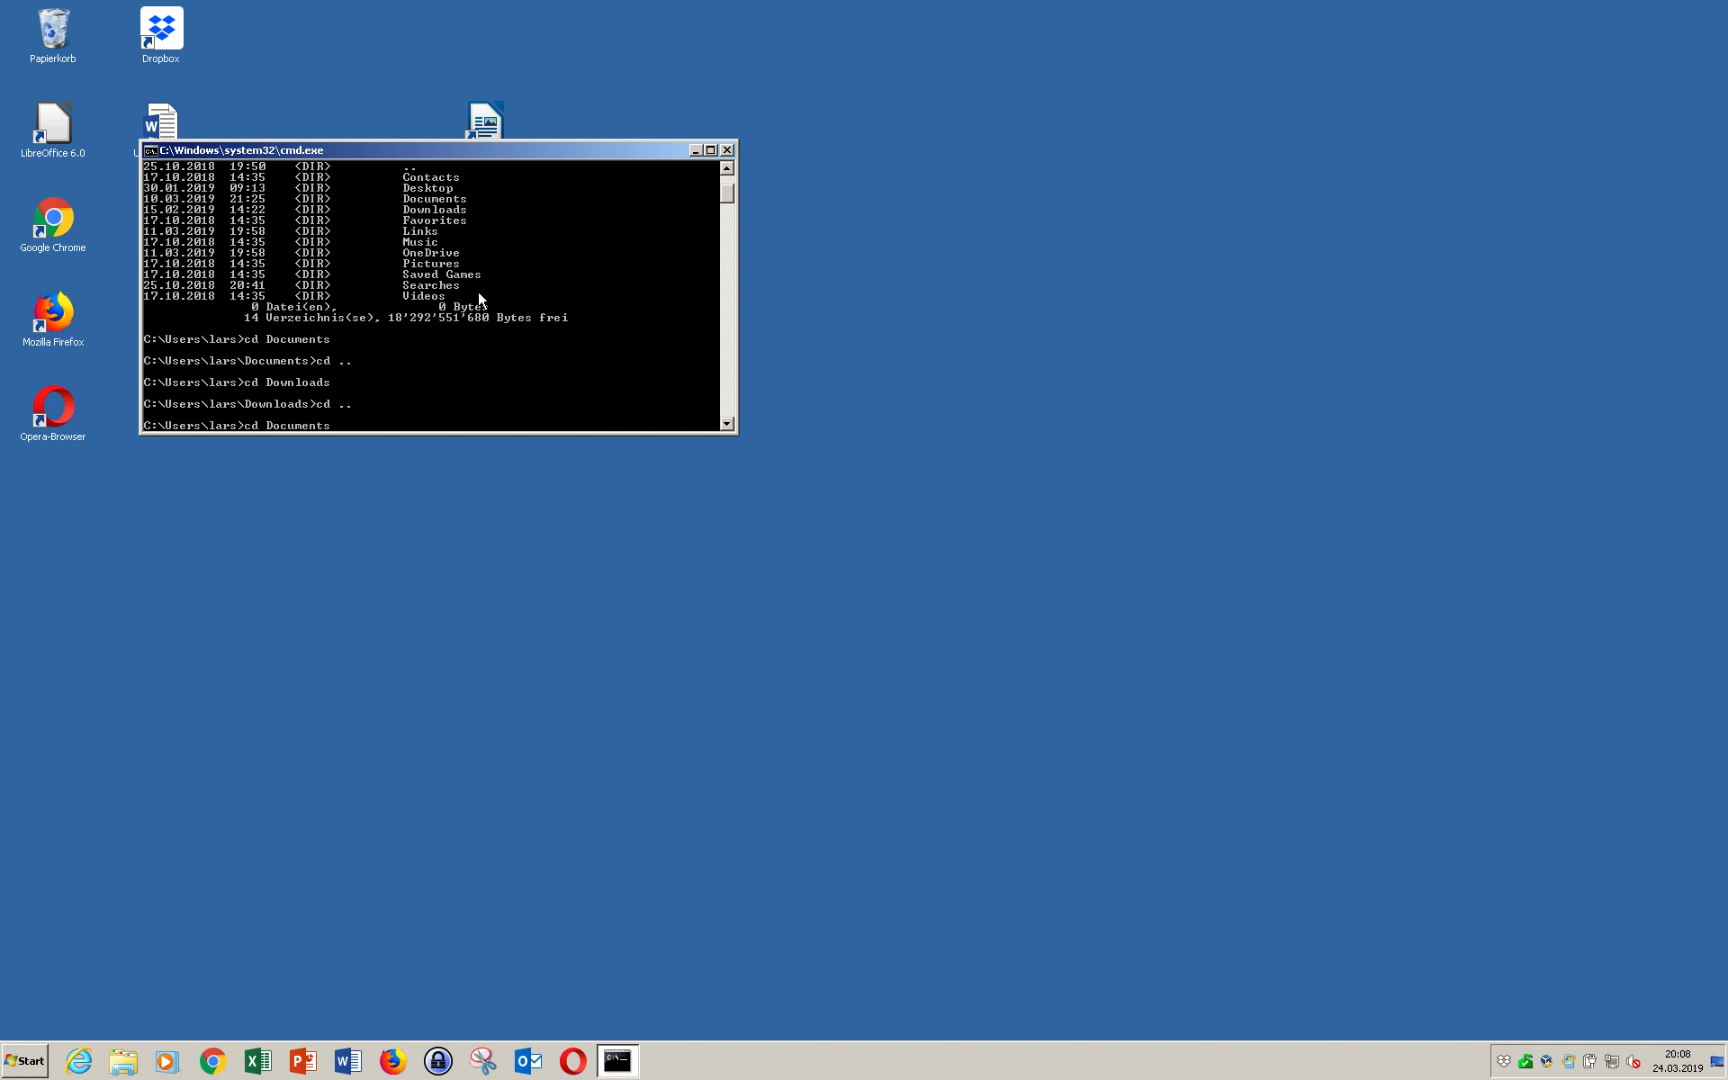 Papierkorb
Dropbox
LibreOffice 6.0
Google Chrome
Mozilla Firefox
Opera-Browser
C:\Windows\system32\cmd.exe
25.10.2018  19:50    <DIR>          ..
17.10.2018  14:35    <DIR>          Contacts
30.01.2019  09:13    <DIR>          Desktop
10.03.2019  21:25    <DIR>          Documents
15.02.2019  14:22    <DIR>          Downloads
17.10.2018  14:35    <DIR>          Favorites
11.03.2019  19:58    <DIR>          Links
17.10.2018  14:35    <DIR>          Music
11.03.2019  19:58    <DIR>          OneDrive
17.10.2018  14:35    <DIR>          Pictures
17.10.2018  14:35    <DIR>          Saved Games
25.10.2018  20:41    <DIR>          Searches
17.10.2018  14:35    <DIR>          Videos
0 Datei(en),              0 Bytes
14 Verzeichnis(se), 18'292'551'680 Bytes frei
C:\Users\lars>cd Documents
C:\Users\lars\Documents>cd ..
C:\Users\lars>cd Downloads
C:\Users\lars\Downloads>cd ..
C:\Users\lars>cd Documents
Start
20:08
24.03.2019